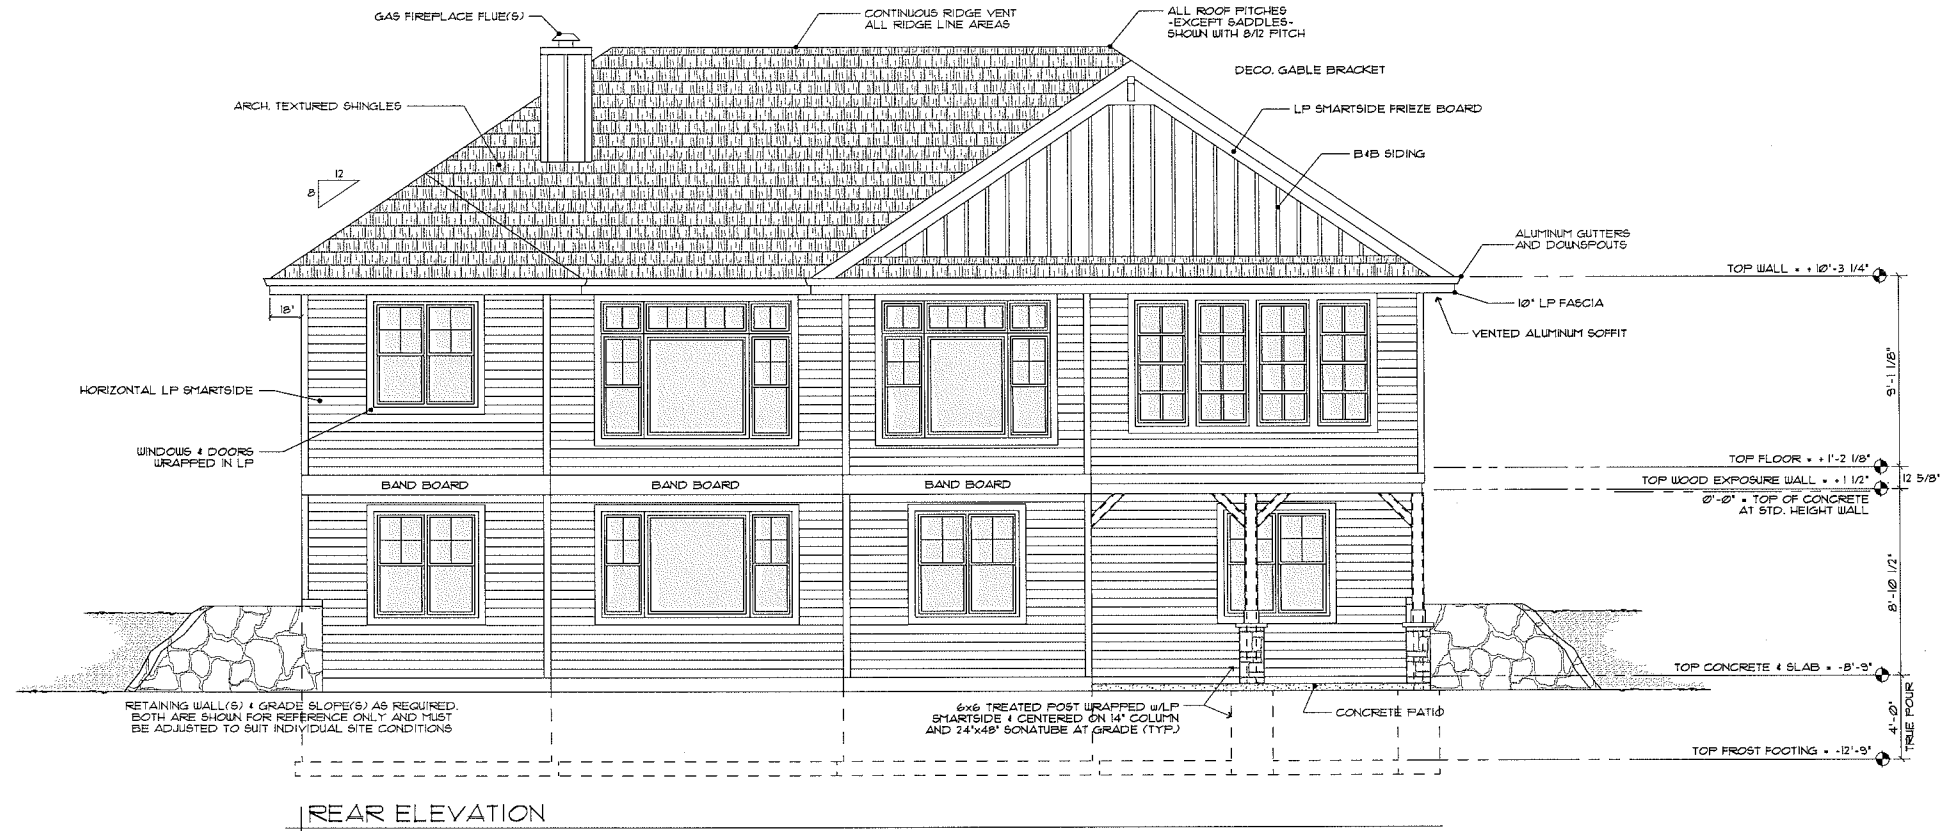 GAS FIREPLACE FLUE(S)
CONTINUOUS RIDGE VENT
ALL RIDGE LINE AREAS
ALL ROOF PITCHES
-EXCEPT SADDLES-
SHOWN WITH 8/12 PITCH
DECO. GABLE BRACKET
ARCH. TEXTURED SHINGLES
LP SMARTSIDE FRIEZE BOARD
B&B SIDING
12
8
ALUMINUM GUTTERS
AND DOWNSPOUTS
TOP WALL = + 10'-3 1/4"
18"
10" LP FASCIA
VENTED ALUMINUM SOFFIT
9'-1 1/8"
HORIZONTAL LP SMARTSIDE
WINDOWS & DOORS
WRAPPED IN LP
TOP FLOOR = +1'-2 1/8"
BAND BOARD
BAND BOARD
BAND BOARD
TOP WOOD EXPOSURE WALL = +1 1/2"
12 5/8"
0'-0" = TOP OF CONCRETE
AT STD. HEIGHT WALL
8'-10 1/2"
TOP CONCRETE & SLAB = -8'-9"
RETAINING WALL(S) & GRADE SLOPE(S) AS REQUIRED.
BOTH ARE SHOWN FOR REFERENCE ONLY AND MUST
BE ADJUSTED TO SUIT INDIVIDUAL SITE CONDITIONS
6x6 TREATED POST WRAPPED w/LP
SMARTSIDE & CENTERED ON 14" COLUMN
AND 24"x48" SONATUBE AT GRADE (TYP.)
CONCRETE PATIO
4'-0"
TRUE POUR
TOP FROST FOOTING = -12'-9"
REAR ELEVATION